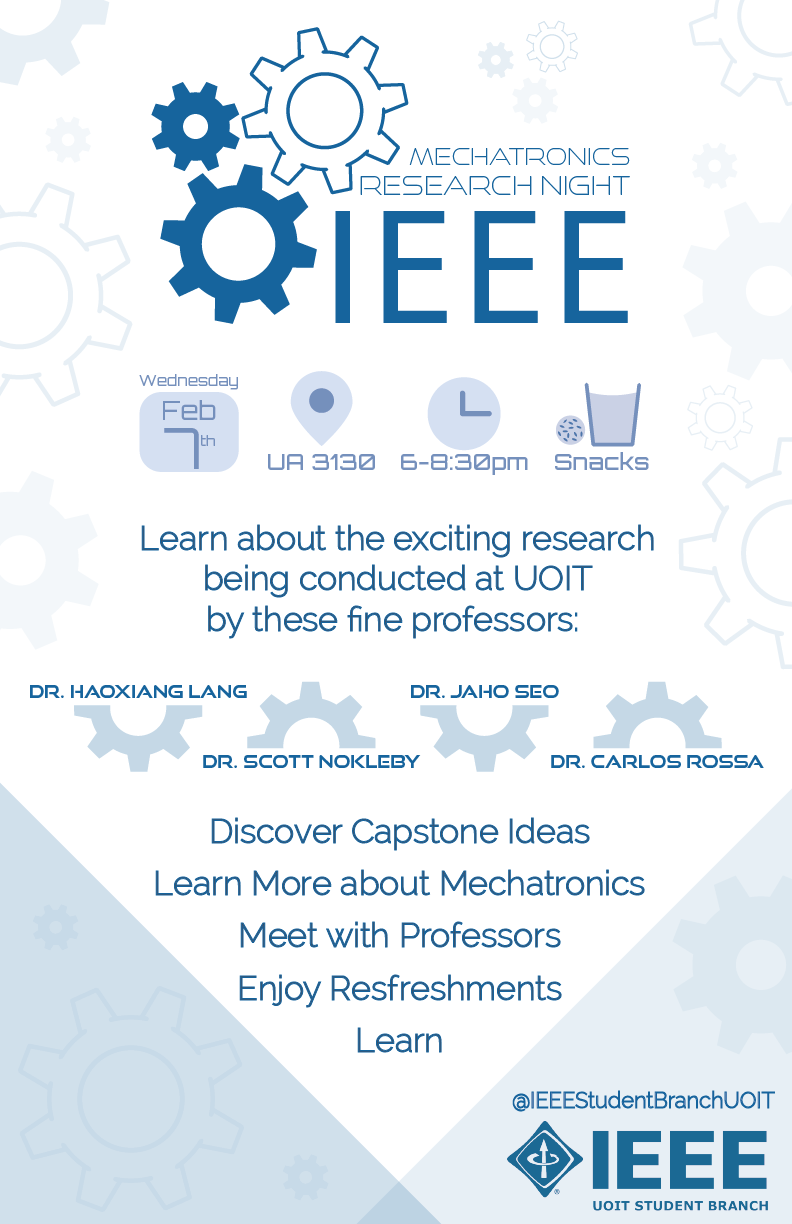 MECHATRONICS
RESEARCH NIGHT
IEEE
Wednesday
Feb
7th
UA 3130
6-8:30pm
Snacks
Learn about the exciting research
being conducted at UOIT
by these fine professors:
DR. HAOXIANG LANG
DR. SCOTT NOKLEBY
DR. JAHO SEO
DR. CARLOS ROSSA
Discover Capstone Ideas
Learn More about Mechatronics
Meet with Professors
Enjoy Resfreshments
Learn
@IEEEStudentBranchUOIT
IEEE
®
UOIT STUDENT BRANCH